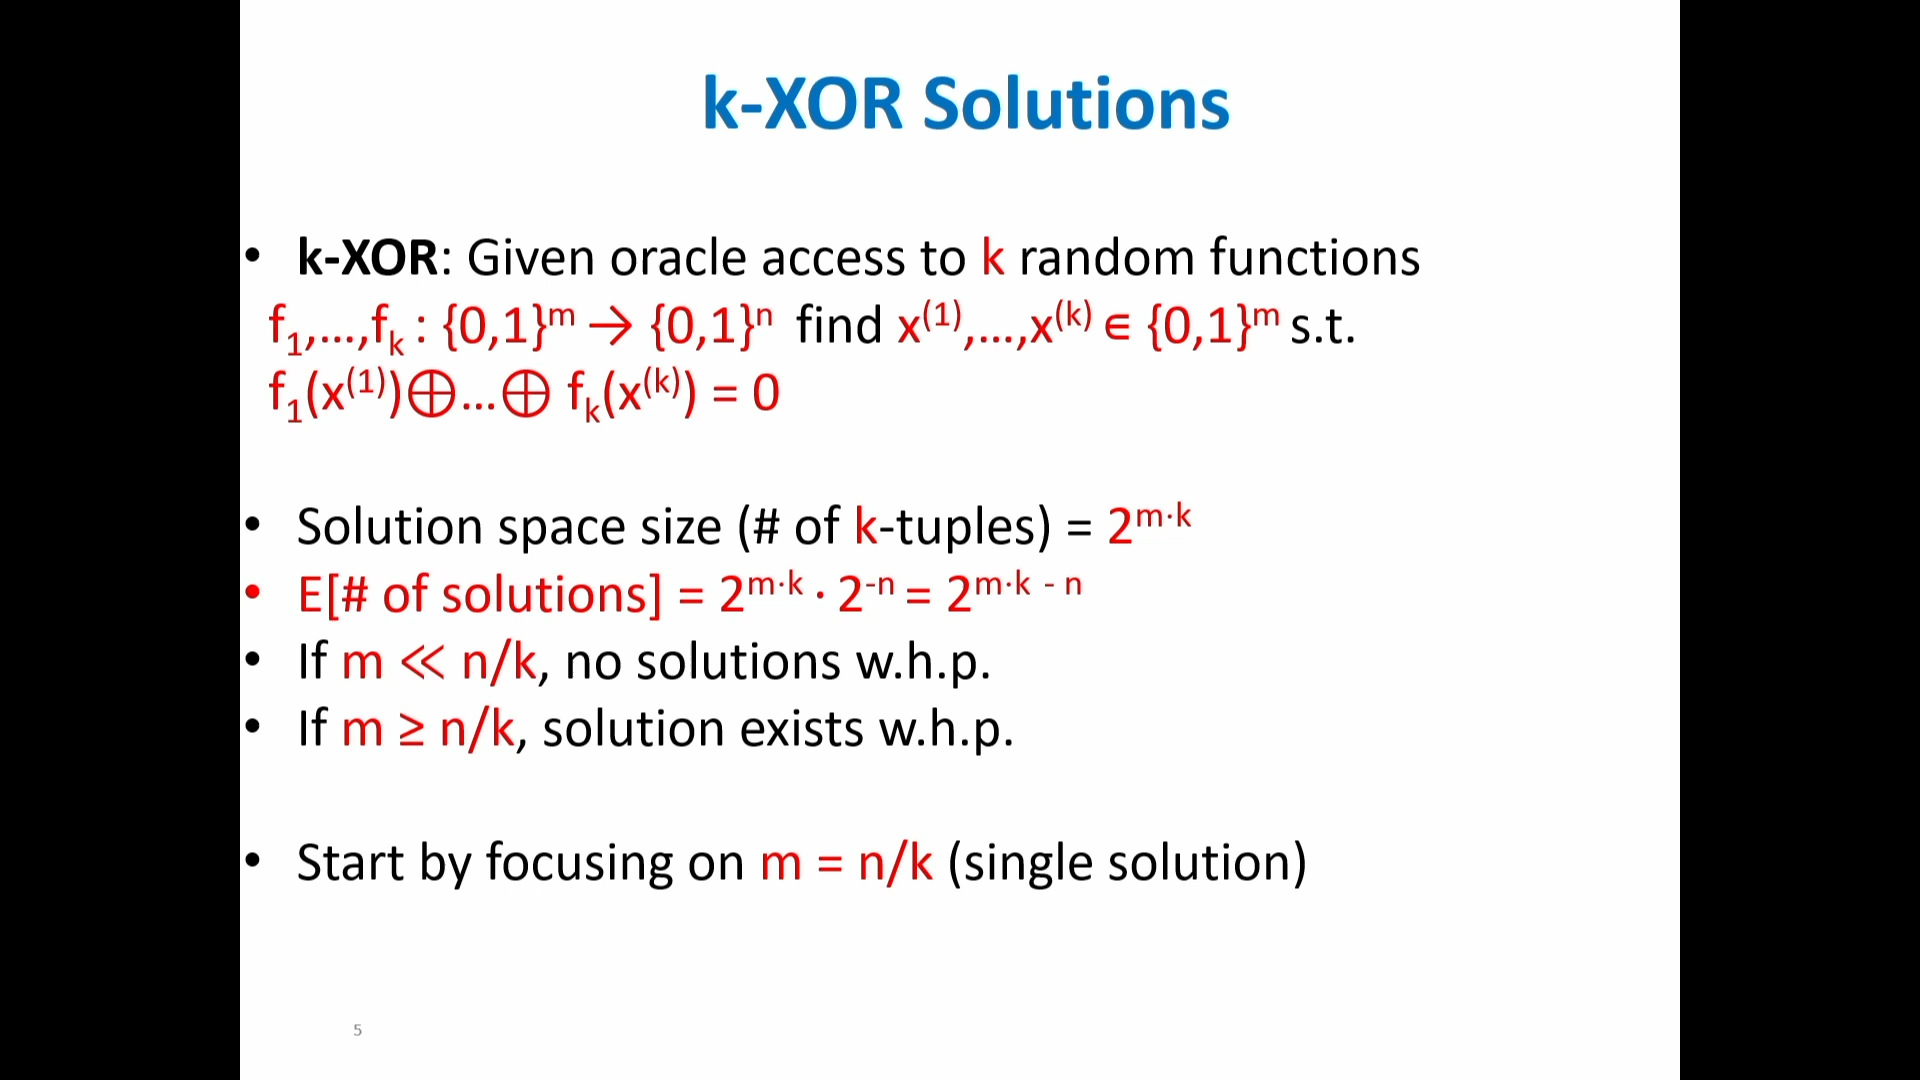 k-XOR Solutions
• k-XOR: Given oracle access to k random functions
f₁,…,fₖ : {0,1}ᵐ → {0,1}ⁿ find x⁽¹⁾,…,x⁽ᵏ⁾ ∈ {0,1}ᵐ s.t.
f₁(x⁽¹⁾)⊕…⊕ fₖ(x⁽ᵏ⁾) = 0
• Solution space size (# of k-tuples) = 2ᵐ·ᵏ
• E[# of solutions] = 2ᵐ·ᵏ · 2⁻ⁿ = 2ᵐ·ᵏ ⁻ ⁿ
• If m ≪ n/k, no solutions w.h.p.
• If m ≥ n/k, solution exists w.h.p.
• Start by focusing on m = n/k (single solution)
5